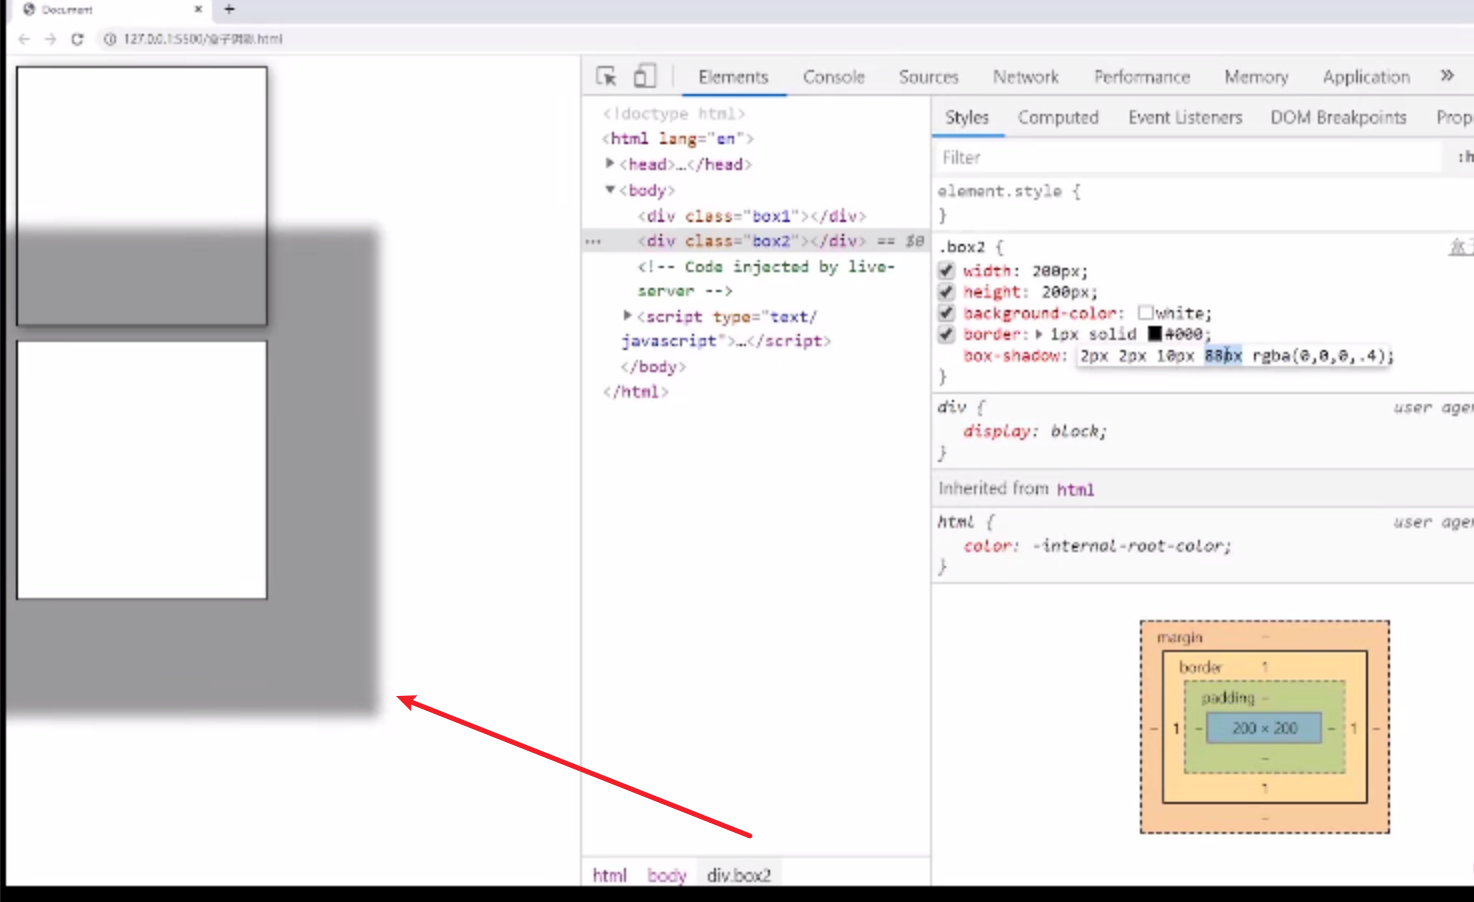 Document
127.0.0.1:5500/盒子阴影.html
Elements Console Sources Network Performance Memory Application »
<!doctype html>
<html lang="en">
<head>…</head>
<body>
<div class="box1"></div>
<div class="box2"></div> == $0
<!-- Code injected by live-
server -->
<script type="text/
javascript">…</script>
</body>
</html>
html body div.box2
Styles Computed Event Listeners DOM Breakpoints Prop
Filter :h
element.style {
}
.box2 {
width: 200px;
height: 200px;
background-color: white;
border: 1px solid #000;
box-shadow: 2px 2px 10px 88px rgba(0,0,0,.4);
}
div { user age
display: block;
}
Inherited from html
html { user age
color: -internal-root-color;
}
margin –
border 1
padding –
– 1 – 200 × 200 – 1 –
–
1
–